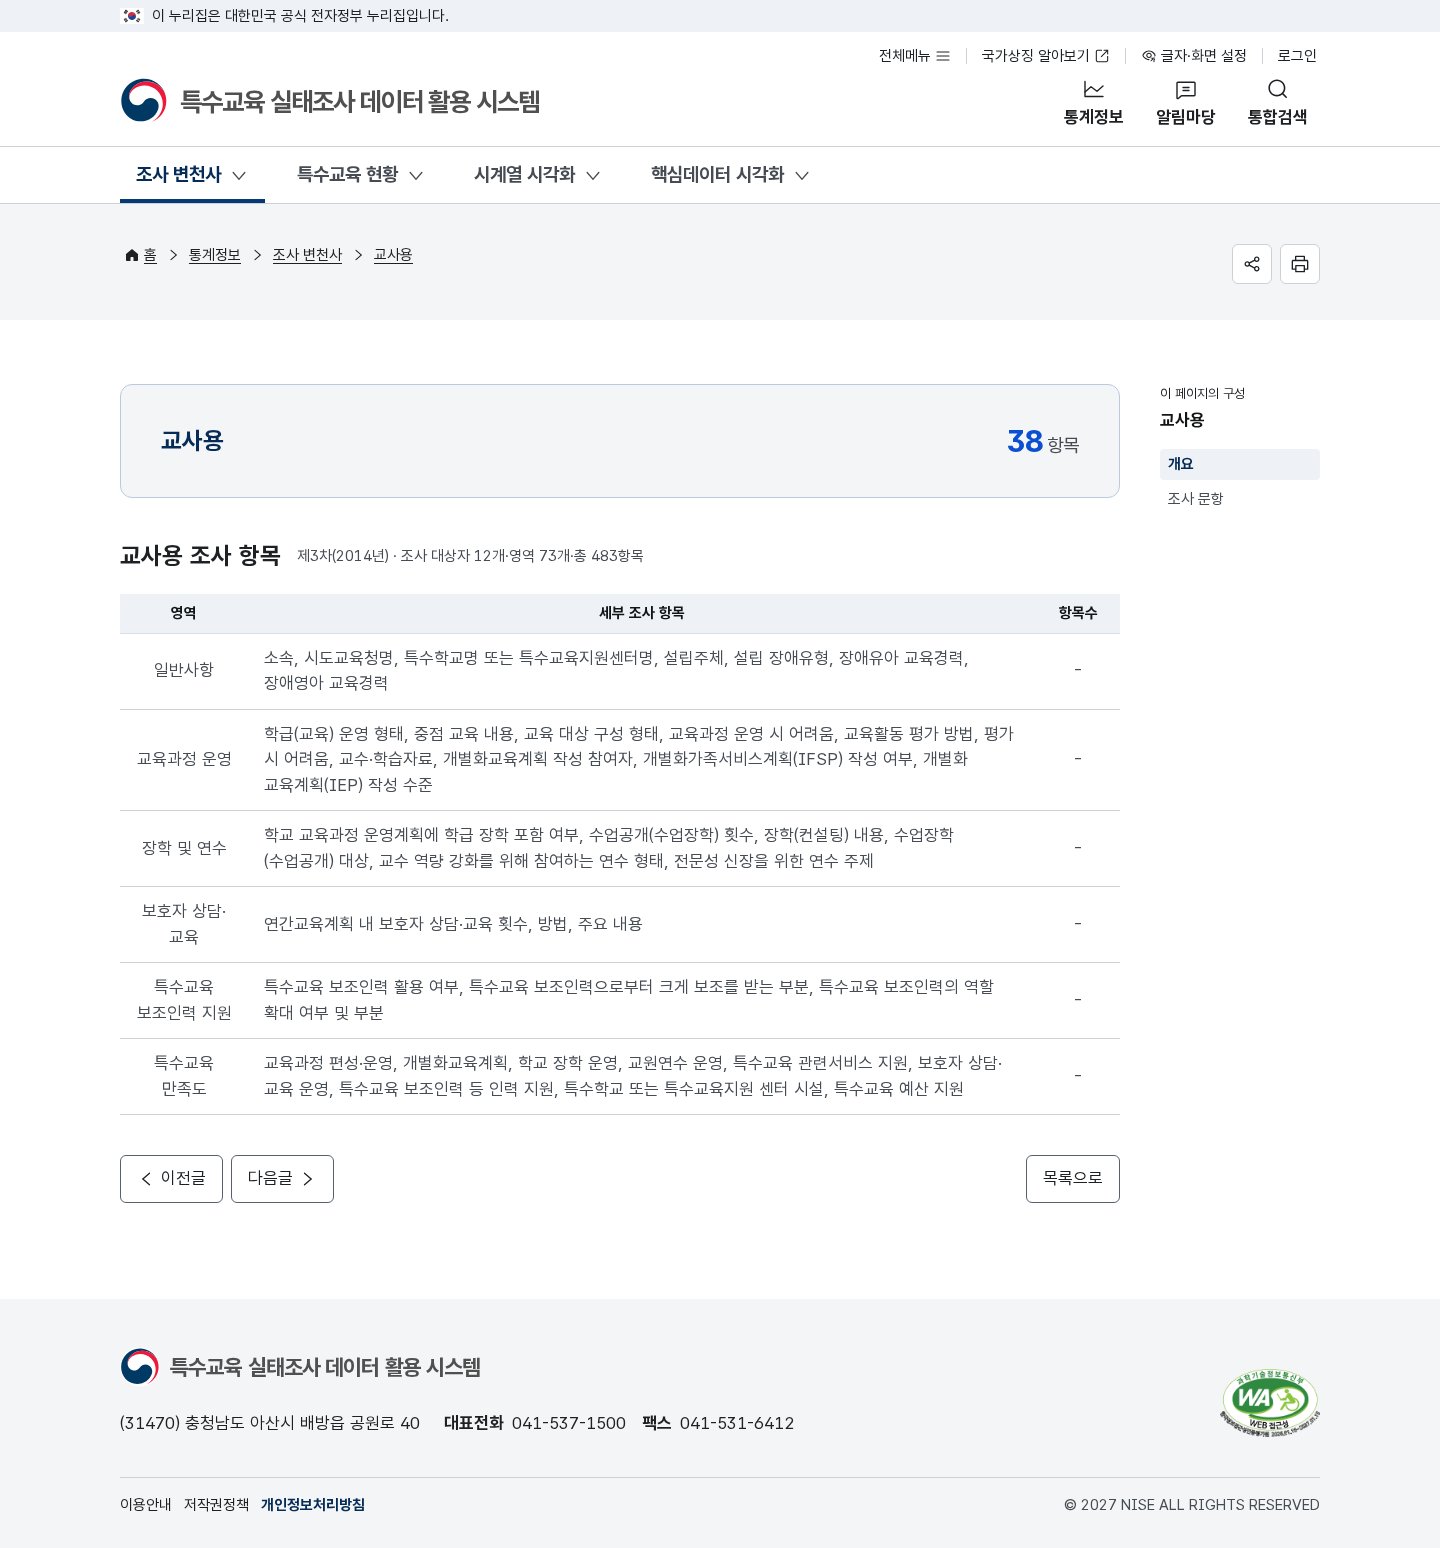 이 누리집은 대한민국 공식 전자정부 누리집입니다.
전체메뉴 국가상징 알아보기 글자·화면 설정 로그인
특수교육 실태조사 데이터 활용 시스템
통계정보 알림마당 통합검색
조사 변천사 특수교육 현황 시계열 시각화 핵심데이터 시각화
홈 통계정보 조사 변천사 교사용
교사용 38 항목
이 페이지의 구성
교사용
개요
조사 문항
교사용 조사 항목 제3차(2014년) · 조사 대상자 12개·영역 73개·총 483항목
영역 세부 조사 항목 항목수
일반사항
소속, 시도교육청명, 특수학교명 또는 특수교육지원센터명, 설립주체, 설립 장애유형, 장애유아 교육경력,
장애영아 교육경력
-
교육과정 운영
학급(교육) 운영 형태, 중점 교육 내용, 교육 대상 구성 형태, 교육과정 운영 시 어려움, 교육활동 평가 방법, 평가
시 어려움, 교수·학습자료, 개별화교육계획 작성 참여자, 개별화가족서비스계획(IFSP) 작성 여부, 개별화
교육계획(IEP) 작성 수준
-
장학 및 연수
학교 교육과정 운영계획에 학급 장학 포함 여부, 수업공개(수업장학) 횟수, 장학(컨설팅) 내용, 수업장학
(수업공개) 대상, 교수 역량 강화를 위해 참여하는 연수 형태, 전문성 신장을 위한 연수 주제
-
보호자 상담·
교육
연간교육계획 내 보호자 상담·교육 횟수, 방법, 주요 내용
-
특수교육
보조인력 지원
특수교육 보조인력 활용 여부, 특수교육 보조인력으로부터 크게 보조를 받는 부분, 특수교육 보조인력의 역할
확대 여부 및 부분
-
특수교육
만족도
교육과정 편성·운영, 개별화교육계획, 학교 장학 운영, 교원연수 운영, 특수교육 관련서비스 지원, 보호자 상담·
교육 운영, 특수교육 보조인력 등 인력 지원, 특수학교 또는 특수교육지원 센터 시설, 특수교육 예산 지원
-
이전글 다음글 목록으로
특수교육 실태조사 데이터 활용 시스템
과학기술정보통신부
WA
WEB 접근성
(31470) 충청남도 아산시 배방읍 공원로 40 대표전화 041-537-1500 팩스 041-531-6412
이용안내 저작권정책 개인정보처리방침
© 2027 NISE ALL RIGHTS RESERVED